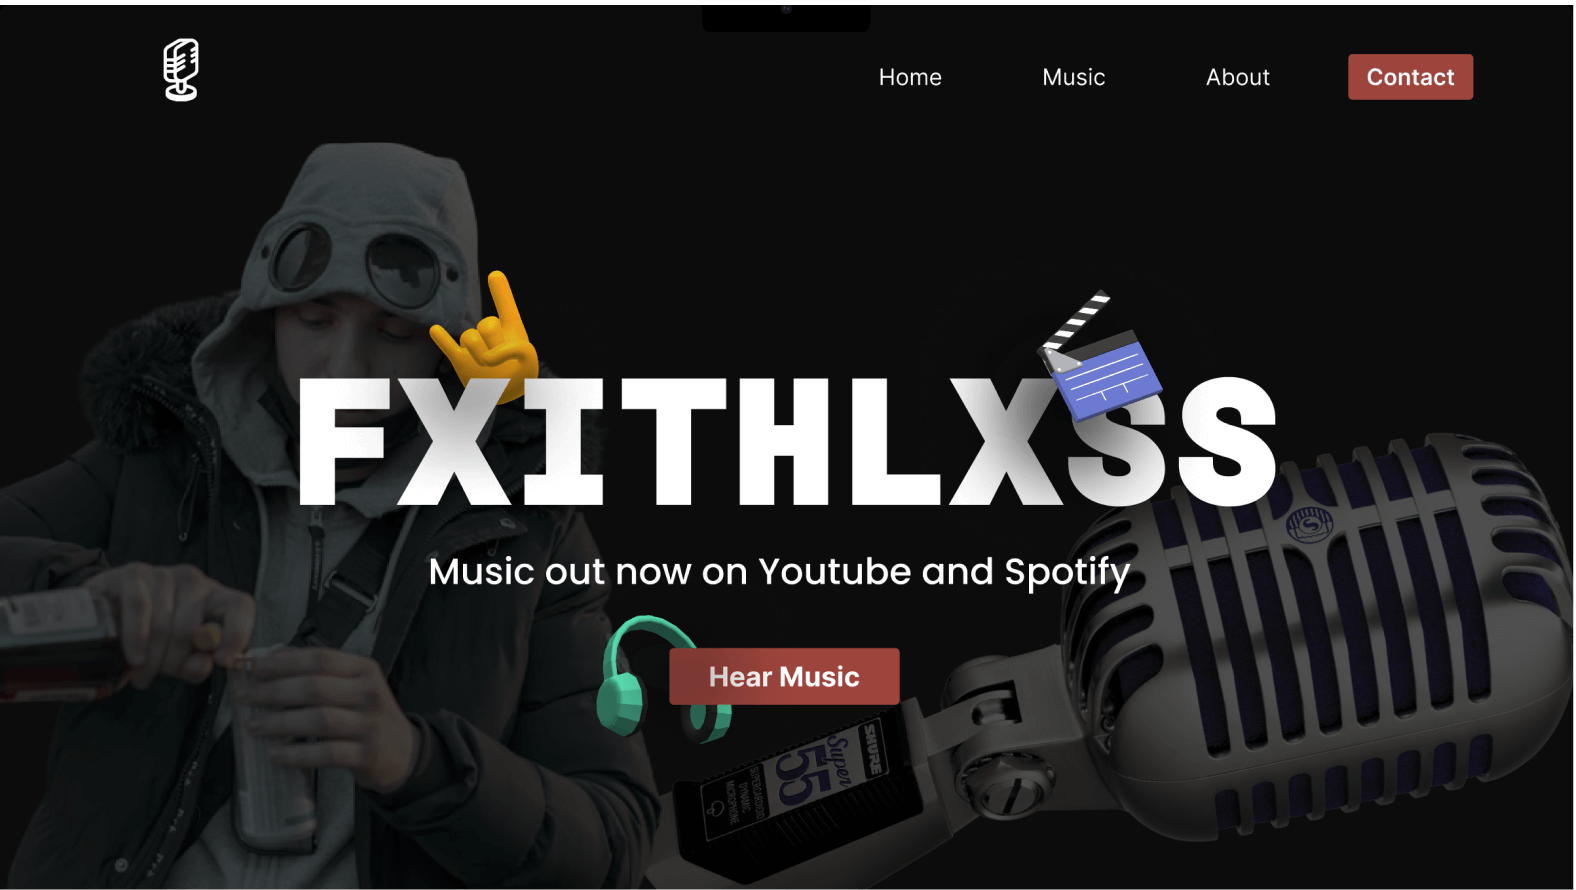 Home
Music
About
Contact
FXITHLXSS
Music out now on Youtube and Spotify
Hear Music
SHURE
Super
55
SUPERCARDIOID
DYNAMIC
MICROPHONE